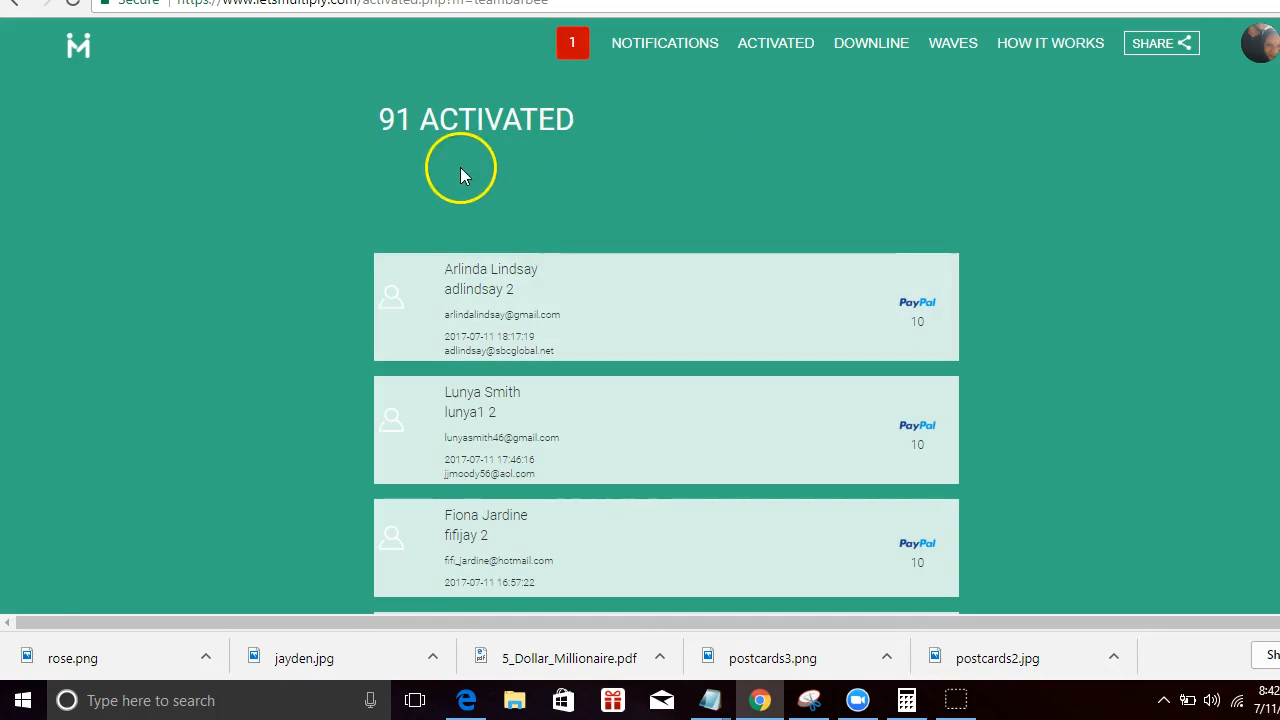 Secure https://www.letsmultiply.com/activated.php?m=teambarbee
1 NOTIFICATIONS ACTIVATED DOWNLINE WAVES HOW IT WORKS SHARE
91 ACTIVATED
Arlinda Lindsay
adlindsay 2
arlindalindsay@gmail.com
PayPal
10
2017-07-11 18:17:19
adlindsay@sbcglobal.net
Lunya Smith
lunya1 2
lunyasmith46@gmail.com
PayPal
10
2017-07-11 17:46:16
jjmoody56@aol.com
Fiona Jardine
fifijay 2
fifi_jardine@hotmail.com
PayPal
10
2017-07-11 16:57:22
rose.png jayden.jpg 5_Dollar_Millionaire.pdf postcards3.png postcards2.jpg Sh
Type here to search
8:42
7/11/